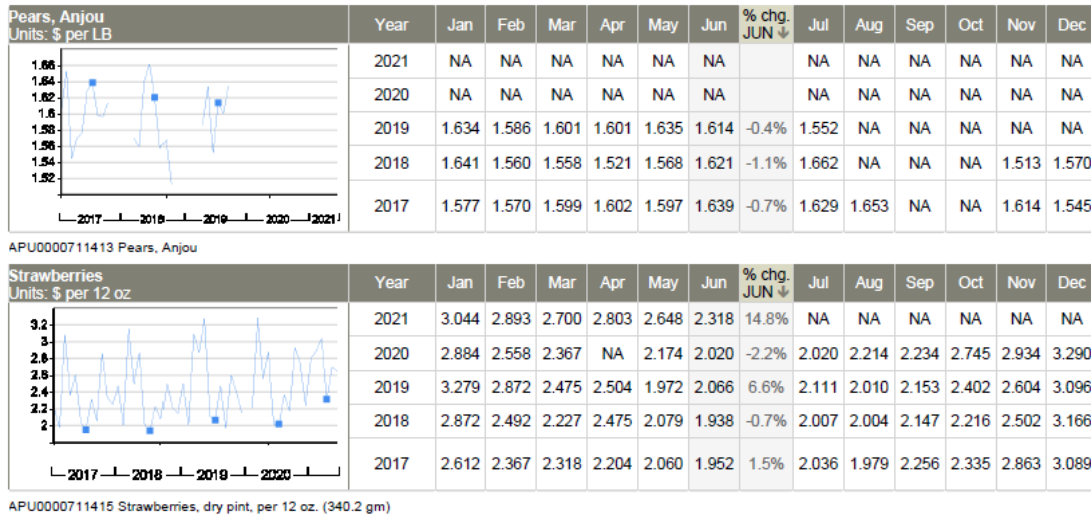 Pears, Anjou
Units: $ per LB
Year Jan Feb Mar Apr May Jun % chg. JUN ↓ Jul Aug Sep Oct Nov Dec
2021 NA NA NA NA NA NA NA NA NA NA NA NA
2020 NA NA NA NA NA NA NA NA NA NA NA NA
2019 1.634 1.586 1.601 1.601 1.635 1.614 -0.4% 1.552 NA NA NA NA NA
2018 1.641 1.560 1.558 1.521 1.568 1.621 -1.1% 1.662 NA NA NA 1.513 1.570
2017 1.577 1.570 1.599 1.602 1.597 1.639 -0.7% 1.629 1.653 NA NA 1.614 1.545
1.66
1.64
1.62
1.6
1.58
1.56
1.54
1.52
2017 2018 2019 2020 2021
APU0000711413 Pears, Anjou
Strawberries
Units: $ per 12 oz
Year Jan Feb Mar Apr May Jun % chg. JUN ↓ Jul Aug Sep Oct Nov Dec
2021 3.044 2.893 2.700 2.803 2.648 2.318 14.8% NA NA NA NA NA NA
2020 2.884 2.558 2.367 NA 2.174 2.020 -2.2% 2.020 2.214 2.234 2.745 2.934 3.290
2019 3.279 2.872 2.475 2.504 1.972 2.066 6.6% 2.111 2.010 2.153 2.402 2.604 3.096
2018 2.872 2.492 2.227 2.475 2.079 1.938 -0.7% 2.007 2.004 2.147 2.216 2.502 3.166
2017 2.612 2.367 2.318 2.204 2.060 1.952 1.5% 2.036 1.979 2.256 2.335 2.863 3.089
3.2
3
2.8
2.6
2.4
2.2
2
2017 2018 2019 2020
APU0000711415 Strawberries, dry pint, per 12 oz. (340.2 gm)